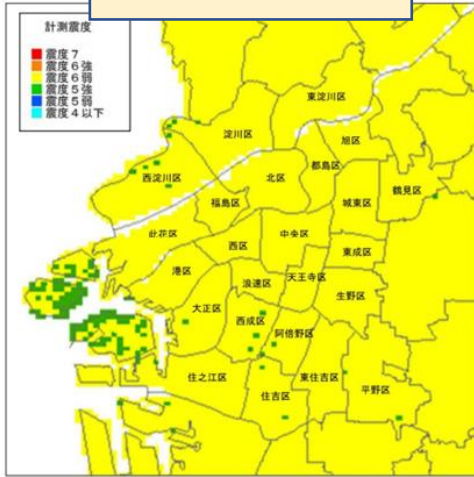 計測震度
震度７
震度６強
震度６弱
震度５強
震度５弱
震度４以下
東淀川区
淀川区
旭区
西淀川区
北区
都島区
鶴見区
福島区
城東区
此花区
西区
中央区
東成区
港区
浪速区
天王寺区
生野区
大正区
西成区
阿倍野区
住之江区
東住吉区
平野区
住吉区